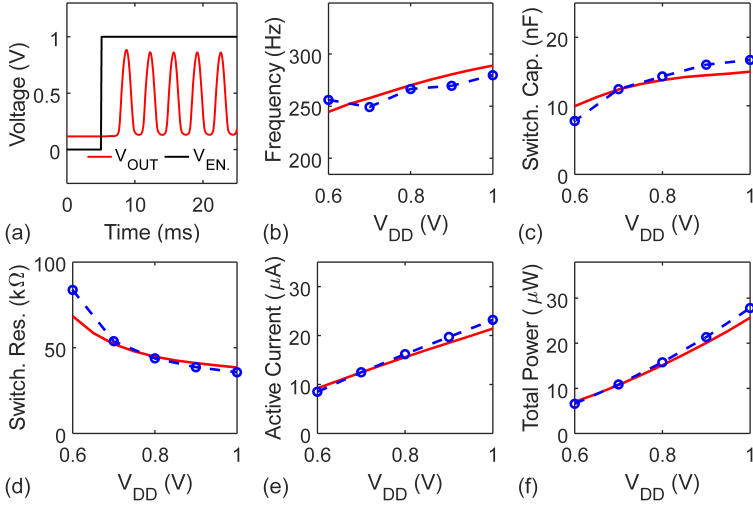 Voltage (V)
1
0.5
0
V_OUT V_EN.
0 10 20
(a) Time (ms)
Frequency (Hz)
300
250
200
0.6 0.8 1
(b) V_DD (V)
Switch. Cap. (nF)
20
10
0
0.6 0.8 1
(c) V_DD (V)
Switch. Res. (kΩ)
100
50
0
0.6 0.8 1
(d) V_DD (V)
Active Current (μA)
30
20
10
0
0.6 0.8 1
(e) V_DD (V)
Total Power (μW)
30
20
10
0
0.6 0.8 1
(f) V_DD (V)